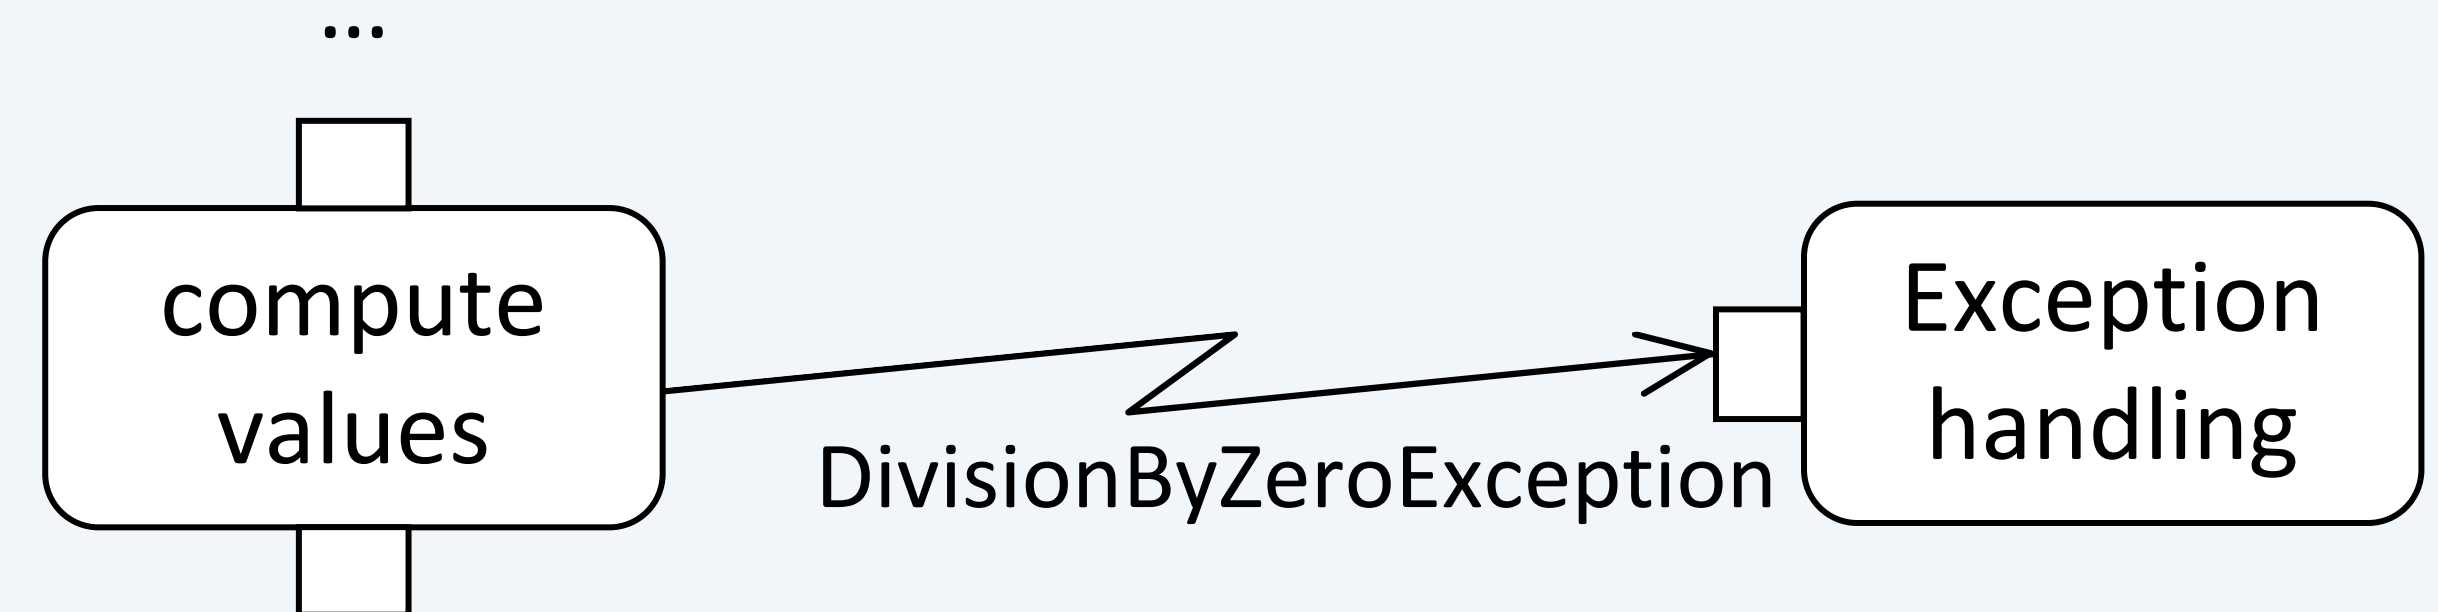 ...
compute
values
DivisionByZeroException
Exception
handling